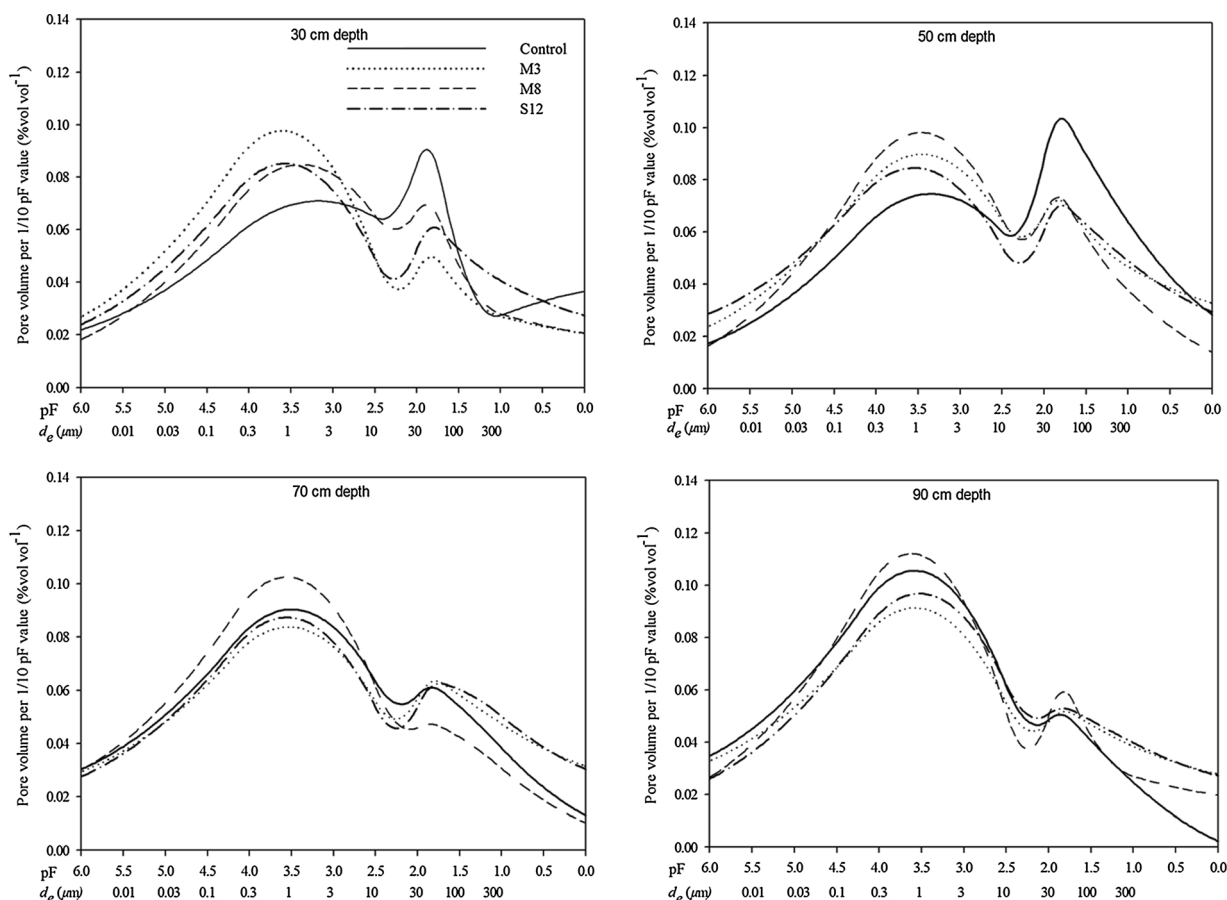 30 cm depth
Control
M3
M8
S12
Pore volume per 1/10 pF value (%vol vol-1)
0.14
0.12
0.10
0.08
0.06
0.04
0.02
0.00
pF 6.0 5.5 5.0 4.5 4.0 3.5 3.0 2.5 2.0 1.5 1.0 0.5 0.0
de (µm) 0.01 0.03 0.1 0.3 1 3 10 30 100 300
50 cm depth
Pore volume per 1/10 pF value (%vol vol-1)
0.14
0.12
0.10
0.08
0.06
0.04
0.02
0.00
pF 6.0 5.5 5.0 4.5 4.0 3.5 3.0 2.5 2.0 1.5 1.0 0.5 0.0
de (µm) 0.01 0.03 0.1 0.3 1 3 10 30 100 300
70 cm depth
Pore volume per 1/10 pF value (%vol vol-1)
0.14
0.12
0.10
0.08
0.06
0.04
0.02
0.00
pF 6.0 5.5 5.0 4.5 4.0 3.5 3.0 2.5 2.0 1.5 1.0 0.5 0.0
de (µm) 0.01 0.03 0.1 0.3 1 3 10 30 100 300
90 cm depth
Pore volume per 1/10 pF value (%vol vol-1)
0.14
0.12
0.10
0.08
0.06
0.04
0.02
0.00
pF 6.0 5.5 5.0 4.5 4.0 3.5 3.0 2.5 2.0 1.5 1.0 0.5 0.0
de (µm) 0.01 0.03 0.1 0.3 1 3 10 30 100 300